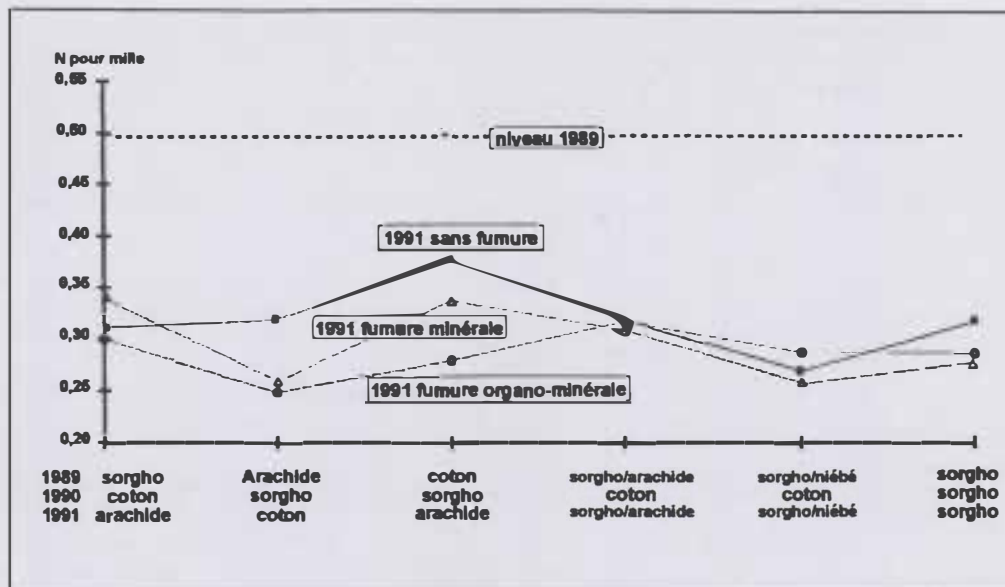 N pour mille
0,55
0,50
niveau 1989
0,45
0,40
1991 sans fumure
0,35
0,30
1991 fumure minérale
0,25
1991 fumure organo-minérale
0,20
1989 sorgho Arachide coton sorgho/arachide sorgho/niébé sorgho
1990 coton sorgho sorgho coton coton sorgho
1991 arachide coton arachide sorgho/arachide sorgho/niébé sorgho